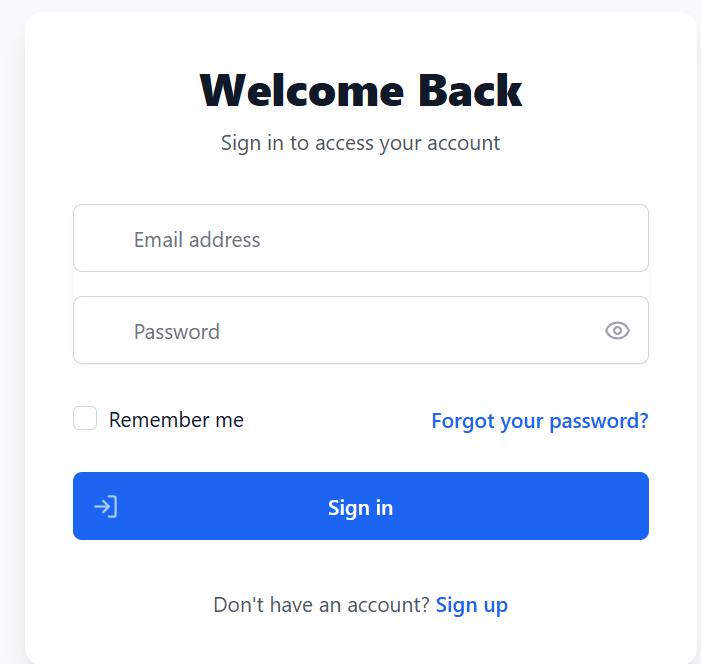 Welcome Back
Sign in to access your account
Email address
Password
Remember me
Forgot your password?
Sign in
Don't have an account? Sign up